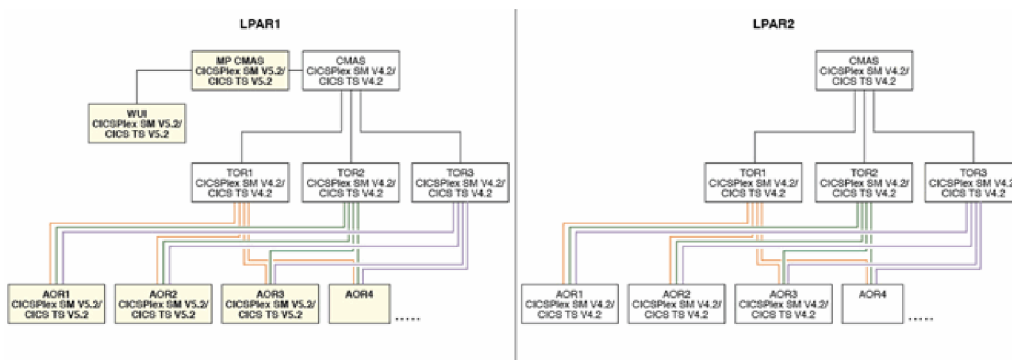 LPAR1
MP CMAS
CICSPlex SM V5.2/
CICS TS V5.2
CMAS
CICSPlex SM V4.2/
CICS TS V4.2
WUI
CICSPlex SM V5.2/
CICS TS V5.2
TOR1
CICSPlex SM V4.2/
CICS TS V4.2
TOR2
CICSPlex SM V4.2/
CICS TS V4.2
TOR3
CICSPlex SM V4.2/
CICS TS V4.2
AOR1
CICSPlex SM V5.2/
CICS TS V5.2
AOR2
CICSPlex SM V5.2/
CICS TS V5.2
AOR3
CICSPlex SM V5.2/
CICS TS V5.2
AOR4
.....
LPAR2
CMAS
CICSPlex SM V4.2/
CICS TS V4.2
TOR1
CICSPlex SM V4.2/
CICS TS V4.2
TOR2
CICSPlex SM V4.2/
CICS TS V4.2
TOR3
CICSPlex SM V4.2/
CICS TS V4.2
AOR1
CICSPlex SM V4.2/
CICS TS V4.2
AOR2
CICSPlex SM V4.2/
CICS TS V4.2
AOR3
CICSPlex SM V4.2/
CICS TS V4.2
AOR4
.....